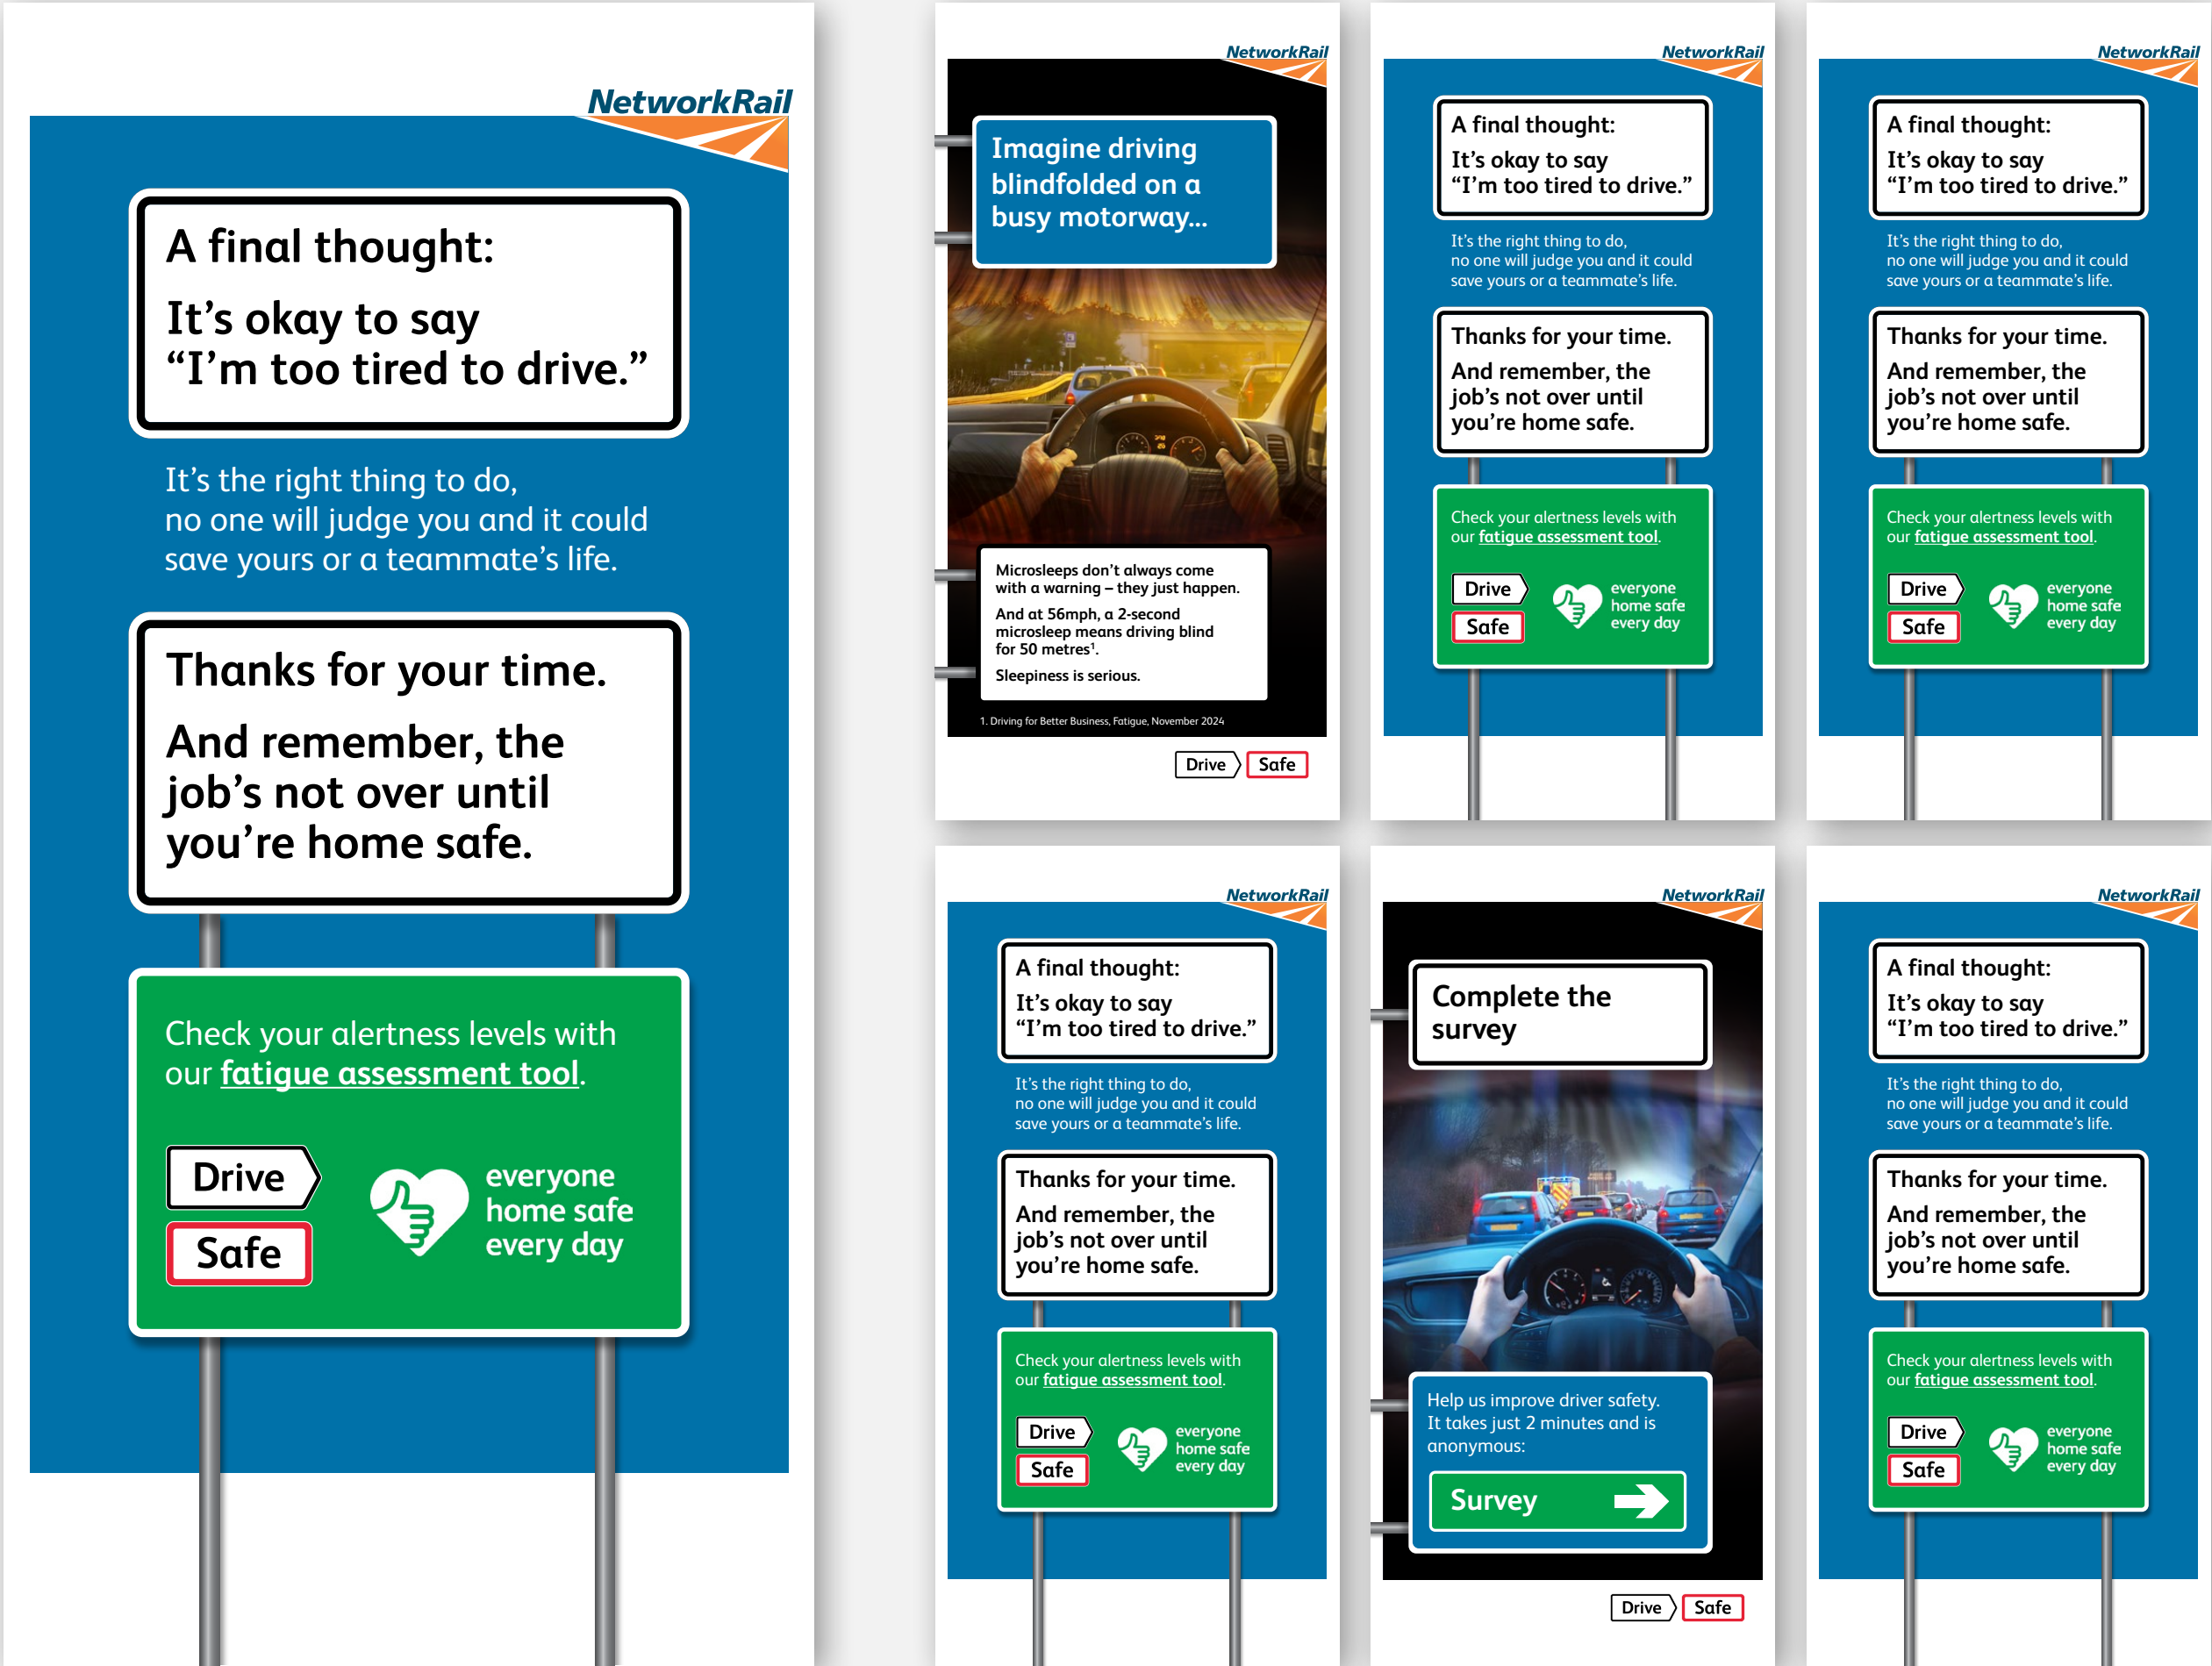 NetworkRail
A final thought:
It's okay to say
“I'm too tired to drive.”
It's the right thing to do,
no one will judge you and it could
save yours or a teammate's life.
Thanks for your time.
And remember, the
job's not over until
you're home safe.
Check your alertness levels with
our fatigue assessment tool.
Drive
Safe
everyone
home safe
every day
NetworkRail
Imagine driving
blindfolded on a
busy motorway...
Microsleeps don't always come
with a warning – they just happen.
And at 56mph, a 2-second
microsleep means driving blind
for 50 metres¹.
Sleepiness is serious.
1. Driving for Better Business, Fatigue, November 2024
Drive Safe
NetworkRail
A final thought:
It's okay to say
“I'm too tired to drive.”
It's the right thing to do,
no one will judge you and it could
save yours or a teammate's life.
Thanks for your time.
And remember, the
job's not over until
you're home safe.
Check your alertness levels with
our fatigue assessment tool.
Drive
Safe
everyone
home safe
every day
NetworkRail
A final thought:
It's okay to say
“I'm too tired to drive.”
It's the right thing to do,
no one will judge you and it could
save yours or a teammate's life.
Thanks for your time.
And remember, the
job's not over until
you're home safe.
Check your alertness levels with
our fatigue assessment tool.
Drive
Safe
everyone
home safe
every day
NetworkRail
A final thought:
It's okay to say
“I'm too tired to drive.”
It's the right thing to do,
no one will judge you and it could
save yours or a teammate's life.
Thanks for your time.
And remember, the
job's not over until
you're home safe.
Check your alertness levels with
our fatigue assessment tool.
Drive
Safe
everyone
home safe
every day
NetworkRail
Complete the
survey
Help us improve driver safety.
It takes just 2 minutes and is
anonymous:
Survey
Drive Safe
NetworkRail
A final thought:
It's okay to say
“I'm too tired to drive.”
It's the right thing to do,
no one will judge you and it could
save yours or a teammate's life.
Thanks for your time.
And remember, the
job's not over until
you're home safe.
Check your alertness levels with
our fatigue assessment tool.
Drive
Safe
everyone
home safe
every day